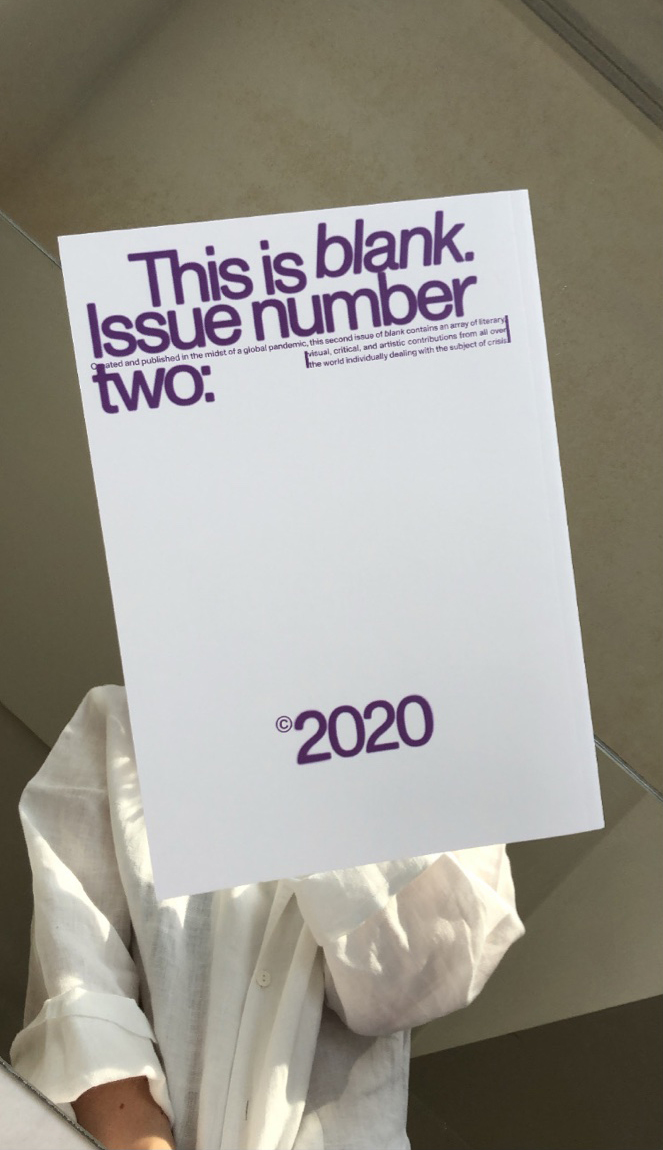 This is blank.
Issue number
Created and published in the midst of a global pandemic, this second issue of blank contains an array of literary,
visual, critical, and artistic contributions from all over
the world individually dealing with the subject of crisis.
two:
©2020